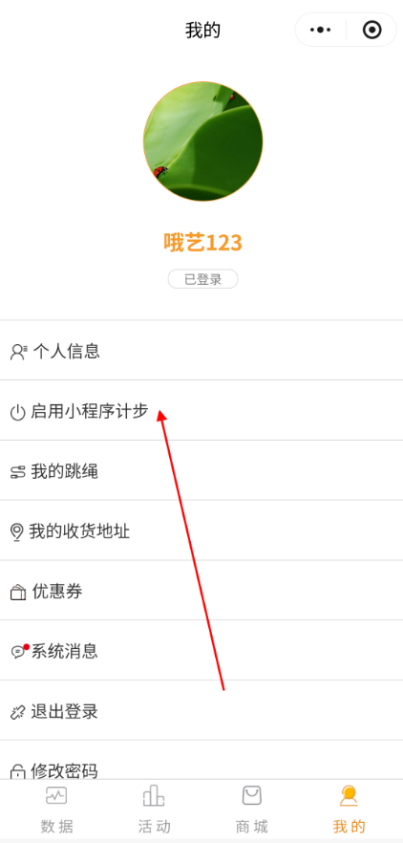 我的
哦艺123
已登录
个人信息
启用小程序计步
我的跳绳
我的收货地址
优惠券
系统消息
退出登录
修改密码
数据 活动 商城 我的